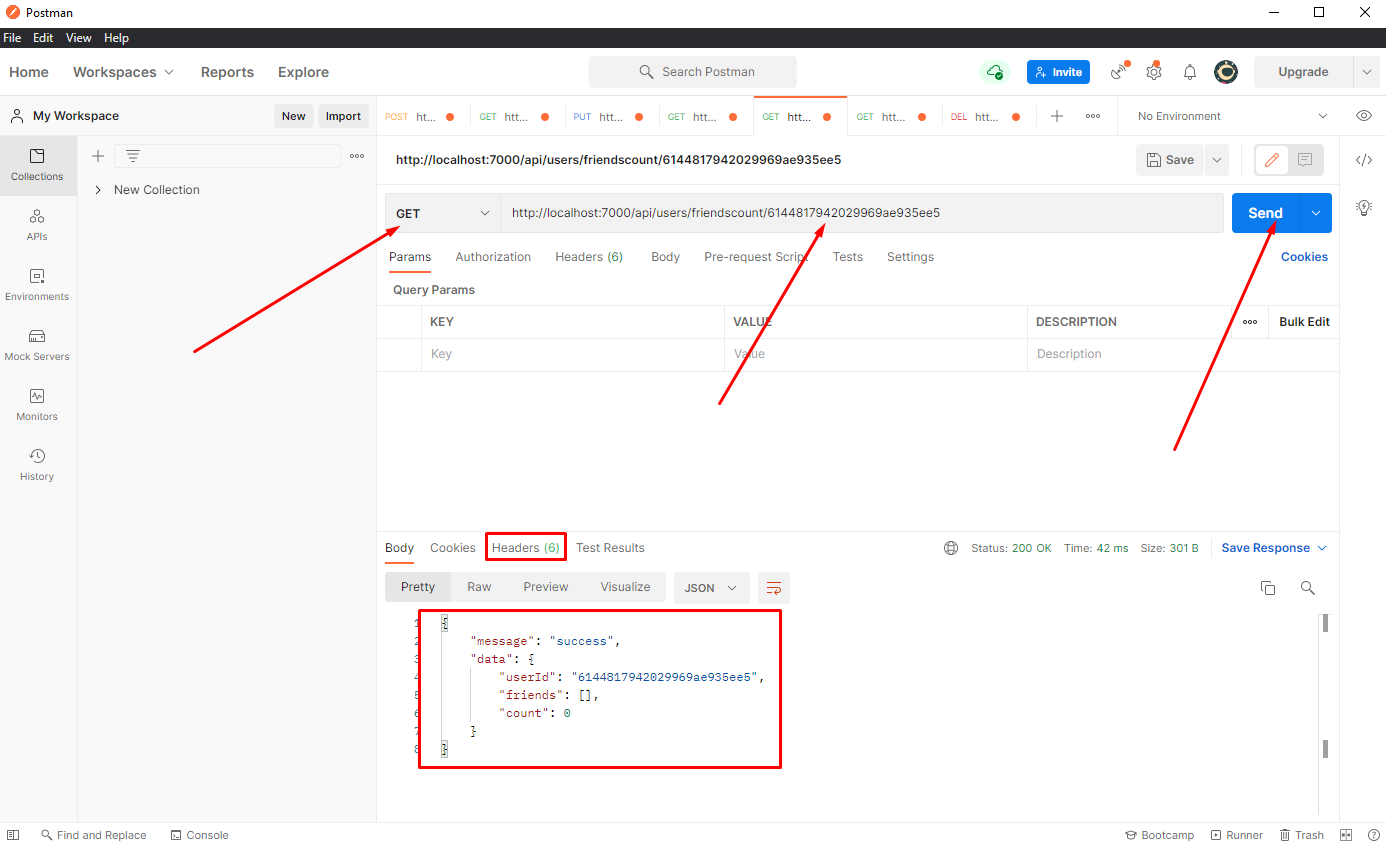 Postman
File Edit View Help
Home Workspaces Reports Explore Search Postman Invite Upgrade
My Workspace New Import
POST htt... GET htt... PUT htt... GET htt... GET htt... GET htt... DEL htt... No Environment
http://localhost:7000/api/users/friendscount/6144817942029969ae935ee5 Save
Collections
New Collection
GET http://localhost:7000/api/users/friendscount/6144817942029969ae935ee5 Send
APIs
Params Authorization Headers (6) Body Pre-request Script Tests Settings Cookies
Environments
Query Params
KEY VALUE DESCRIPTION Bulk Edit
Key Value Description
Mock Servers
Monitors
History
Body Cookies Headers (6) Test Results Status: 200 OK Time: 42 ms Size: 301 B Save Response
Pretty Raw Preview Visualize JSON
1 {
2 "message": "success",
3 "data": {
4 "userId": "6144817942029969ae935ee5",
5 "friends": [],
6 "count": 0
7 }
8 }
Find and Replace Console Bootcamp Runner Trash